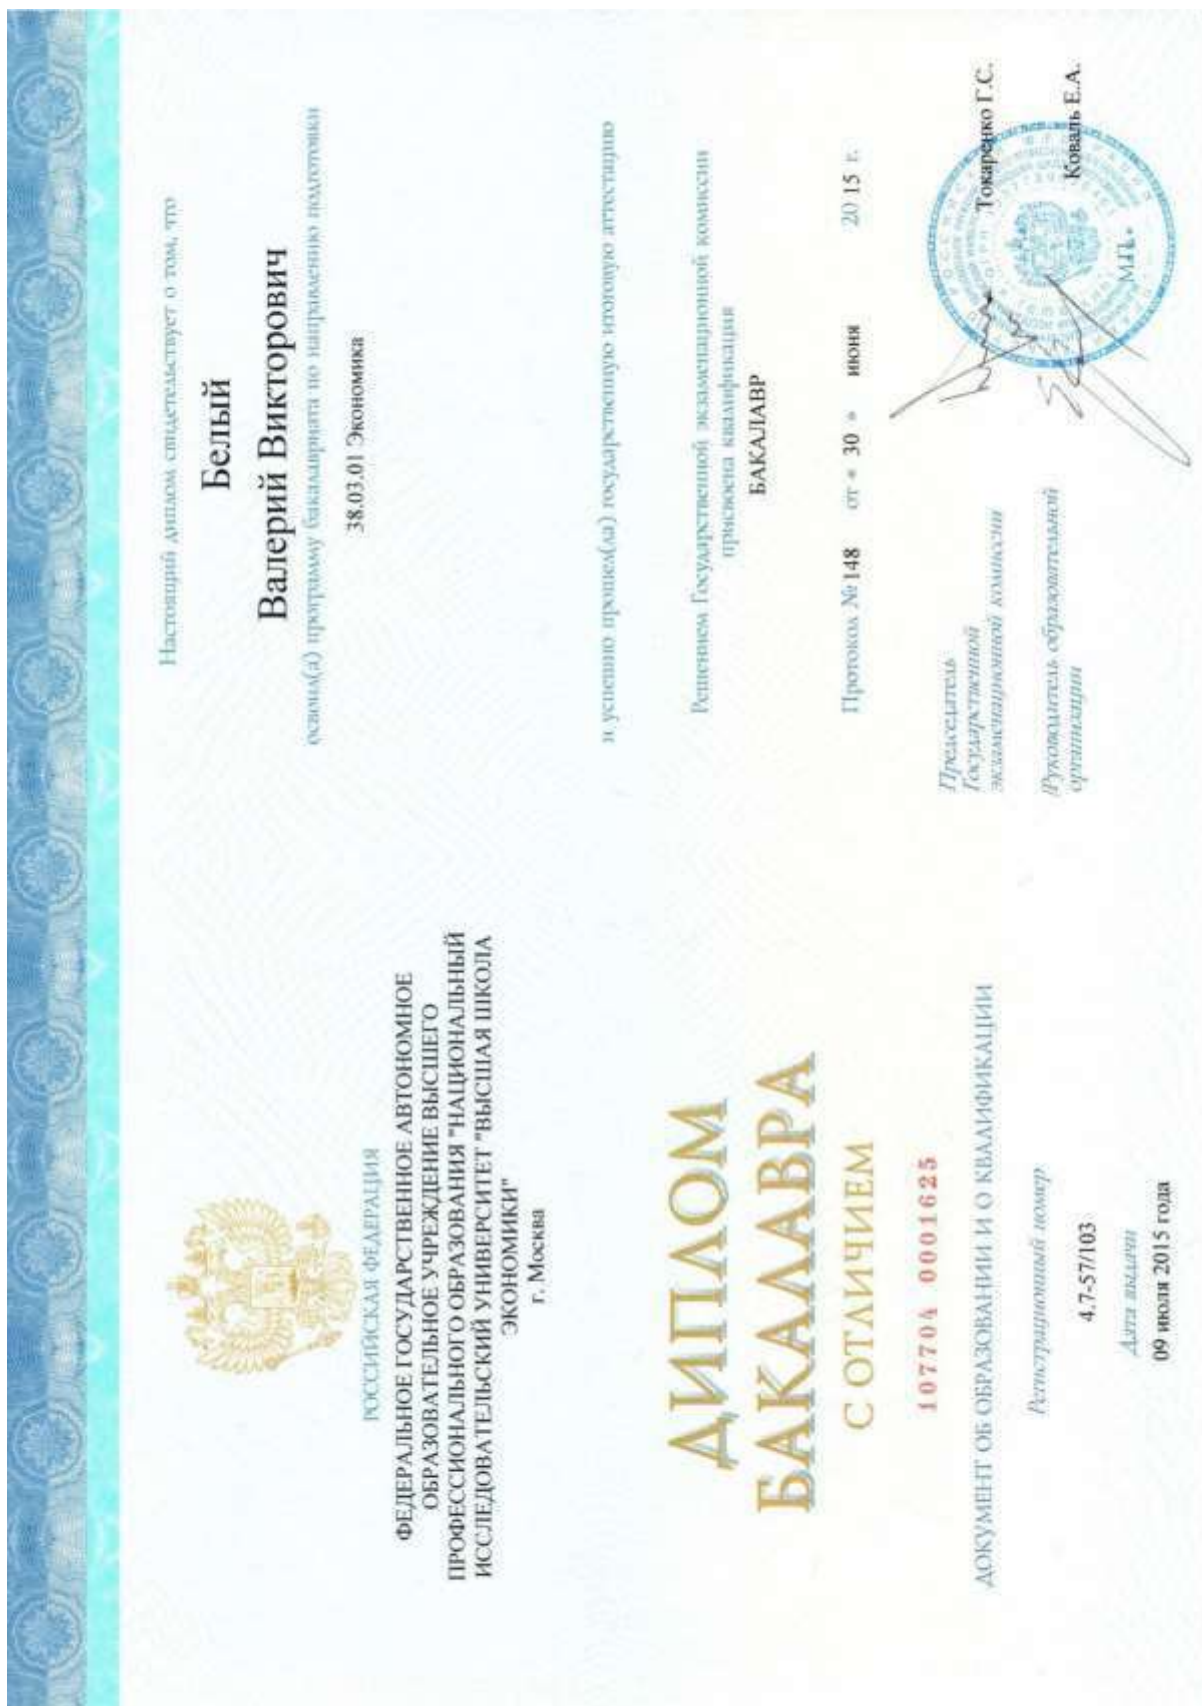 РОССИЙСКАЯ ФЕДЕРАЦИЯ
ФЕДЕРАЛЬНОЕ ГОСУДАРСТВЕННОЕ АВТОНОМНОЕ
ОБРАЗОВАТЕЛЬНОЕ УЧРЕЖДЕНИЕ ВЫСШЕГО
ПРОФЕССИОНАЛЬНОГО ОБРАЗОВАНИЯ "НАЦИОНАЛЬНЫЙ
ИССЛЕДОВАТЕЛЬСКИЙ УНИВЕРСИТЕТ "ВЫСШАЯ ШКОЛА
ЭКОНОМИКИ"
г. Москва
ДИПЛОМ
БАКАЛАВРА
С ОТЛИЧИЕМ
107704 0001625
ДОКУМЕНТ ОБ ОБРАЗОВАНИИ И О КВАЛИФИКАЦИИ
Регистрационный номер
4.7-57/103
Дата выдачи
09 июля 2015 года
Настоящий диплом свидетельствует о том, что
Белый
Валерий Викторович
освоил(а) программу бакалавриата по направлению подготовки
38.03.01 Экономика
и успешно прошел(ла) государственную итоговую аттестацию
Решением Государственной экзаменационной комиссии
присвоена квалификация
БАКАЛАВР
Протокол № 148 от « 30 » июня 20 15 г.
Председатель
Государственной
экзаменационной комиссии
Токаренко Г.С.
Руководитель образовательной
организации
Коваль Е.А.
М.П.